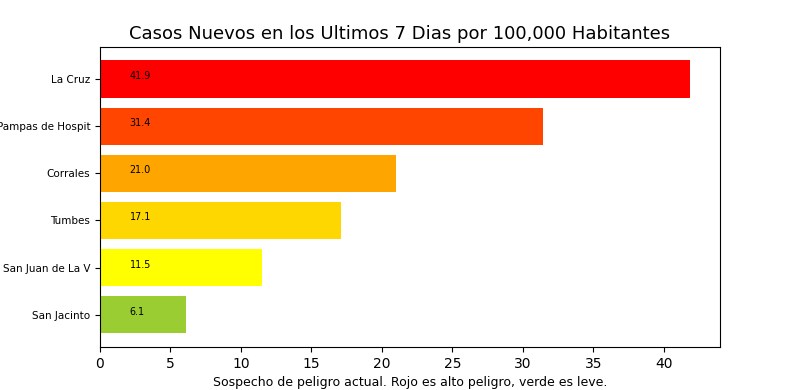 Casos Nuevos en los Ultimos 7 Dias por 100,000 Habitantes
La Cruz 41.9
Pampas de Hospit 31.4
Corrales 21.0
Tumbes 17.1
San Juan de La V 11.5
San Jacinto 6.1
0 5 10 15 20 25 30 35 40
Sospecho de peligro actual. Rojo es alto peligro, verde es leve.